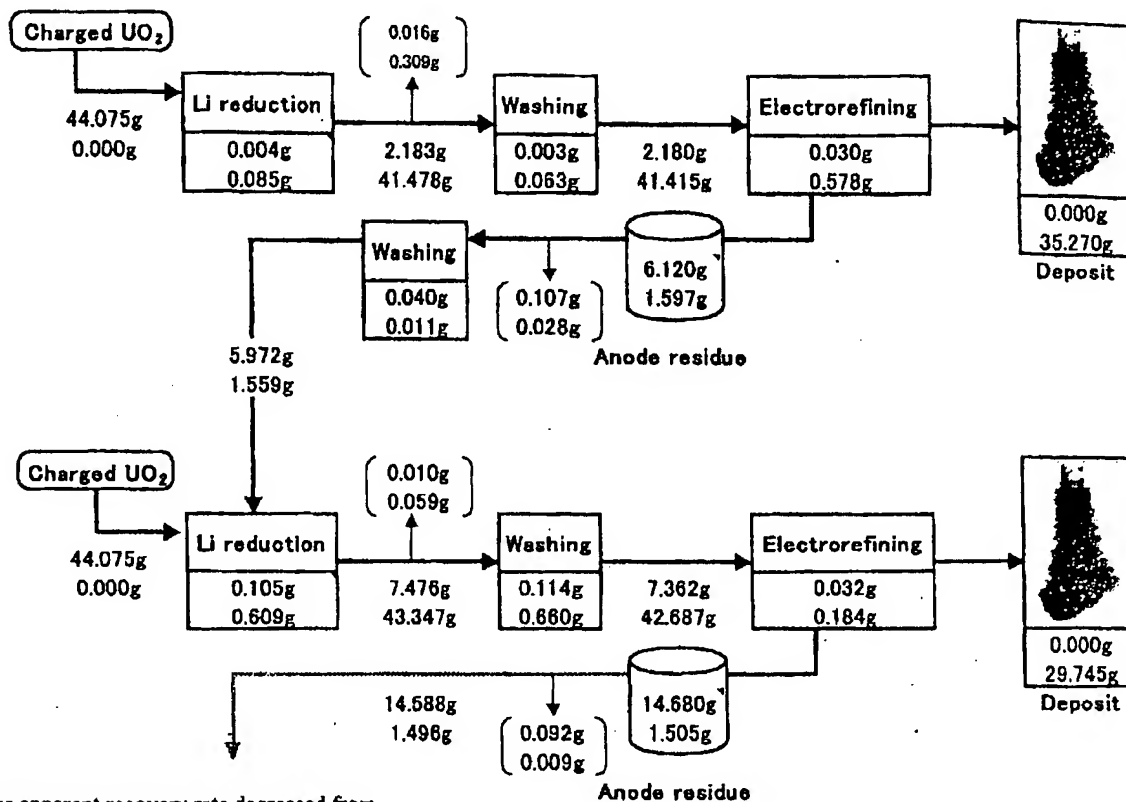 Charged UO₂
0.016g
0.309g
44.075g
0.000g
Li reduction
0.004g
0.085g
2.183g
41.478g
Washing
0.003g
0.063g
2.180g
41.415g
Electrorefining
0.030g
0.578g
0.000g
35.270g
Deposit
Washing
0.040g
0.011g
0.107g
0.028g
6.120g
1.597g
Anode residue
5.972g
1.559g
Charged UO₂
0.010g
0.059g
44.075g
0.000g
Li reduction
0.105g
0.609g
7.476g
43.347g
Washing
0.114g
0.660g
7.362g
42.687g
Electrorefining
0.032g
0.184g
0.000g
29.745g
Deposit
14.588g
1.496g
0.092g
0.009g
14.680g
1.505g
Anode residue
apparent recovery rate decreased from